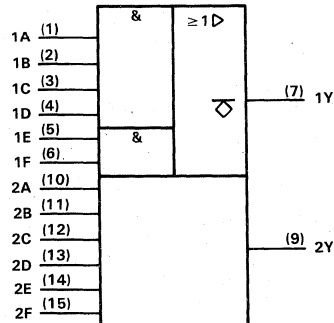 & ≥1 ▷
1A (1)
1B (2)
1C (3) (7) 1Y
1D (4)
1E (5) &
1F (6)
2A (10)
2B (11)
2C (12) (9) 2Y
2D (13)
2E (14)
2F (15)